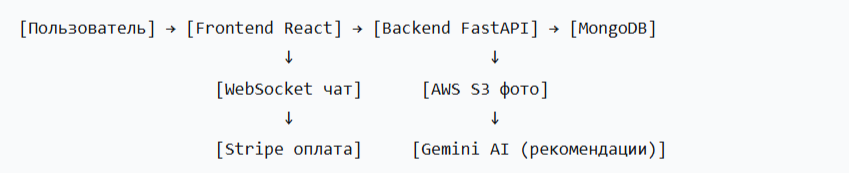 [Пользователь] → [Frontend React] → [Backend FastAPI] → [MongoDB]
↓ ↓
[WebSocket чат] [AWS S3 фото]
↓ ↓
[Stripe оплата] [Gemini AI (рекомендации)]